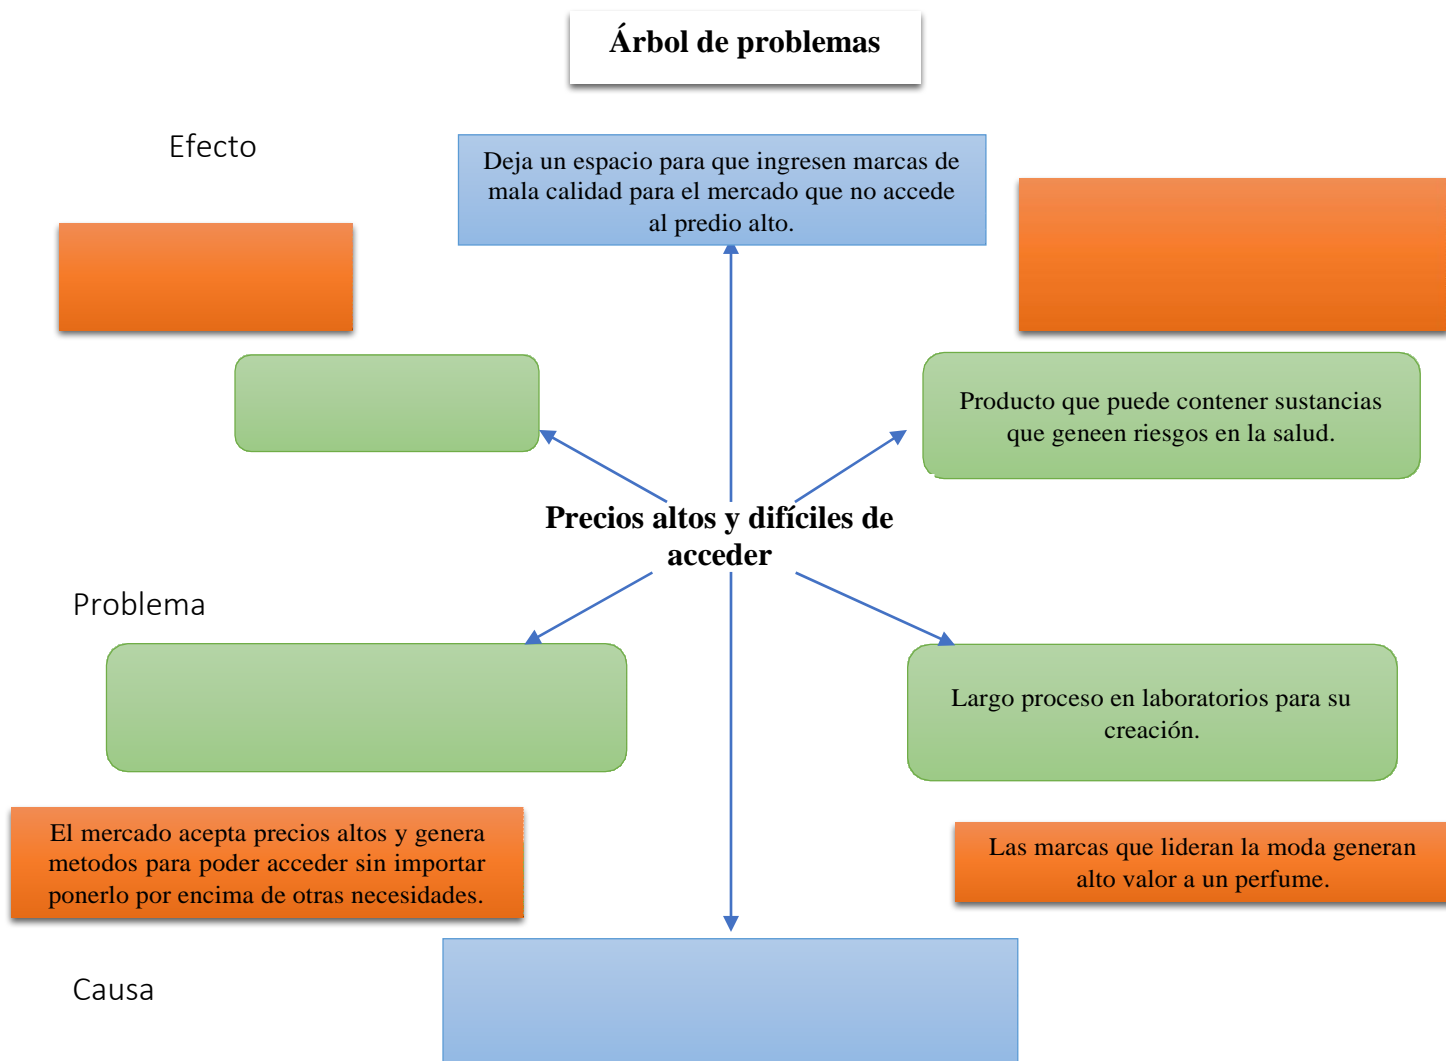 Árbol de problemas
Efecto
Deja un espacio para que ingresen marcas de
mala calidad para el mercado que no accede
al predio alto.
Producto que puede contener sustancias
que geneen riesgos en la salud.
Precios altos y difíciles de
acceder
Problema
Largo proceso en laboratorios para su
creación.
El mercado acepta precios altos y genera
metodos para poder acceder sin importar
ponerlo por encima de otras necesidades.
Las marcas que lideran la moda generan
alto valor a un perfume.
Causa